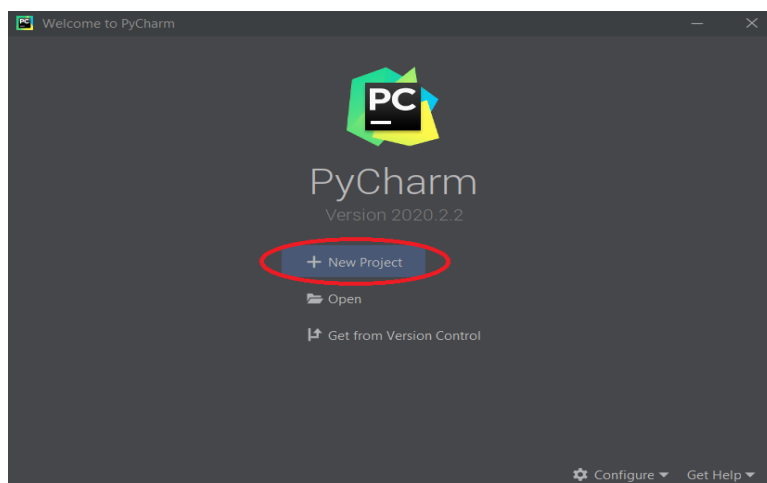 PC Welcome to PyCharm
PC
PyCharm
Version 2020.2.2
New Project
Open
Get from Version Control
Configure Get Help